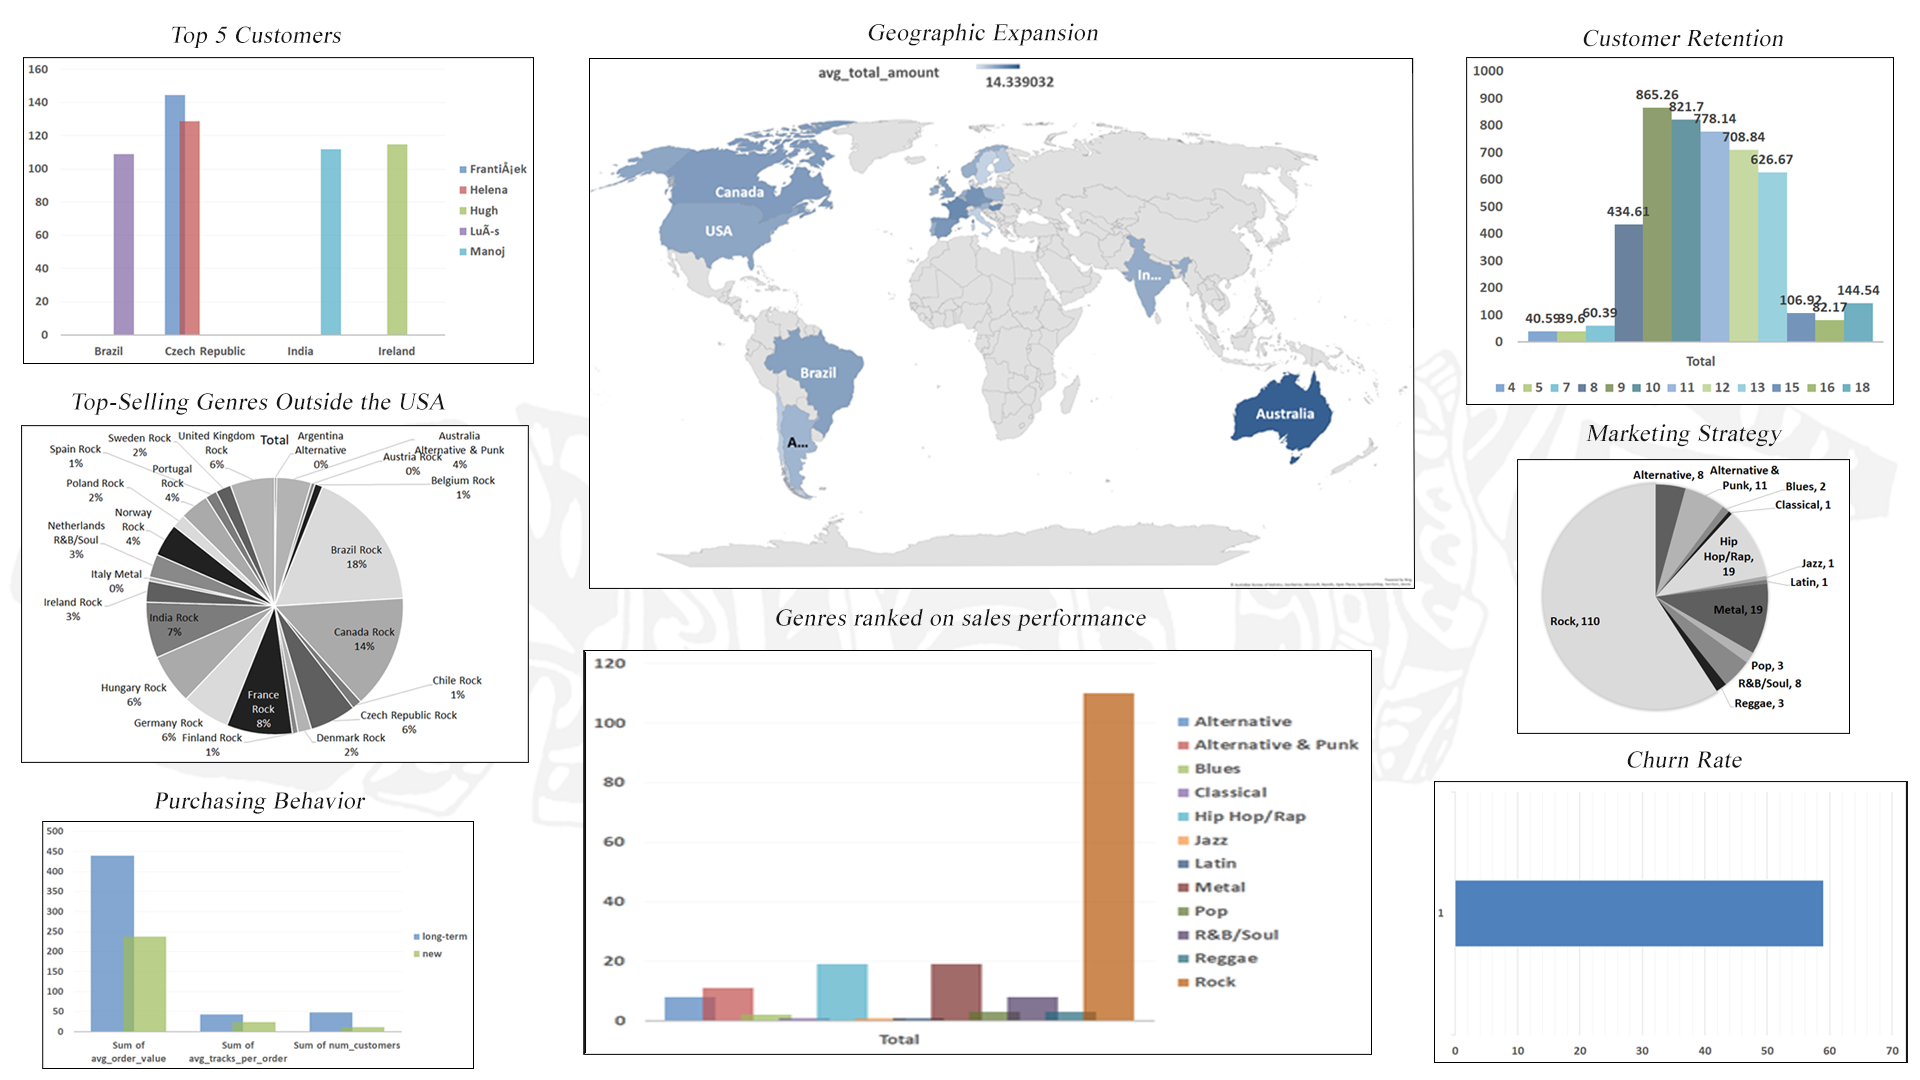 Top 5 Customers
160
140
120
100
80
60
40
20
0
Brazil
Czech Republic
India
Ireland
FrantiÅ¡ek
Helena
Hugh
LuÃ-s
Manoj
Top-Selling Genres Outside the USA
Total
Argentina
Alternative
0%
Australia
Alternative & Punk
4%
Austria Rock
0%
Belgium Rock
1%
Brazil Rock
18%
Canada Rock
14%
Chile Rock
1%
Czech Republic Rock
6%
Denmark Rock
2%
Finland Rock
1%
France
Rock
8%
Germany Rock
6%
Hungary Rock
6%
India Rock
7%
Ireland Rock
3%
Italy Metal
0%
Netherlands
R&B/Soul
3%
Norway
Rock
4%
Poland Rock
2%
Portugal
Rock
4%
Spain Rock
1%
Sweden Rock
2%
United Kingdom
Rock
6%
Purchasing Behavior
500
450
400
350
300
250
200
150
100
50
0
Sum of
avg_order_value
Sum of
avg_tracks_per_order
Sum of num_customers
long-term
new
Geographic Expansion
avg_total_amount
14.339032
Canada
USA
Brazil
A...
In...
Australia
Genres ranked on sales performance
120
100
80
60
40
20
0
Total
Alternative
Alternative & Punk
Blues
Classical
Hip Hop/Rap
Jazz
Latin
Metal
Pop
R&B/Soul
Reggae
Rock
Customer Retention
1000
900
800
700
600
500
400
300
200
100
0
40.59
39.6
60.39
434.61
865.26
821.7
778.14
708.84
626.67
106.92
82.17
144.54
Total
4 5 7 8 9 10 11 12 13 15 16 18
Marketing Strategy
Alternative, 8
Alternative &
Punk, 11
Blues, 2
Classical, 1
Hip
Hop/Rap,
19
Jazz, 1
Latin, 1
Metal, 19
Pop, 3
R&B/Soul, 8
Reggae, 3
Rock, 110
Churn Rate
1
0 10 20 30 40 50 60 70